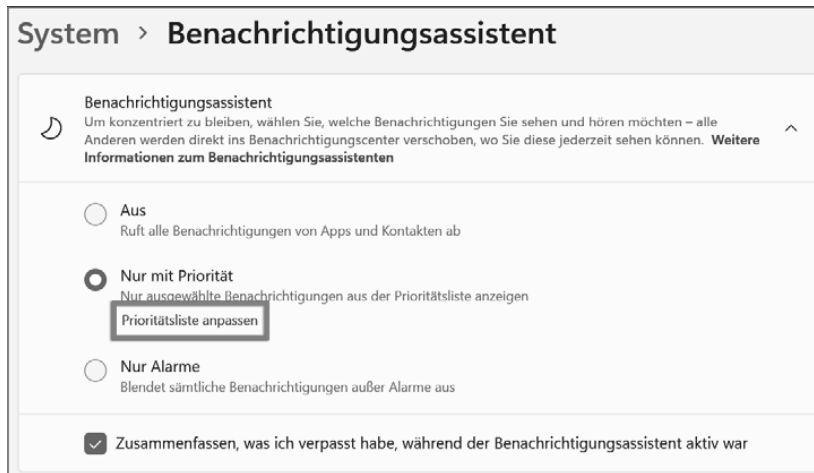 System > Benachrichtigungsassistent
Benachrichtigungsassistent
Um konzentriert zu bleiben, wählen Sie, welche Benachrichtigungen Sie sehen und hören möchten – alle
Anderen werden direkt ins Benachrichtigungscenter verschoben, wo Sie diese jederzeit sehen können. Weitere
Informationen zum Benachrichtigungsassistenten
Aus
Ruft alle Benachrichtigungen von Apps und Kontakten ab
Nur mit Priorität
Nur ausgewählte Benachrichtigungen aus der Prioritätsliste anzeigen
Prioritätsliste anpassen
Nur Alarme
Blendet sämtliche Benachrichtigungen außer Alarme aus
Zusammenfassen, was ich verpasst habe, während der Benachrichtigungsassistent aktiv war